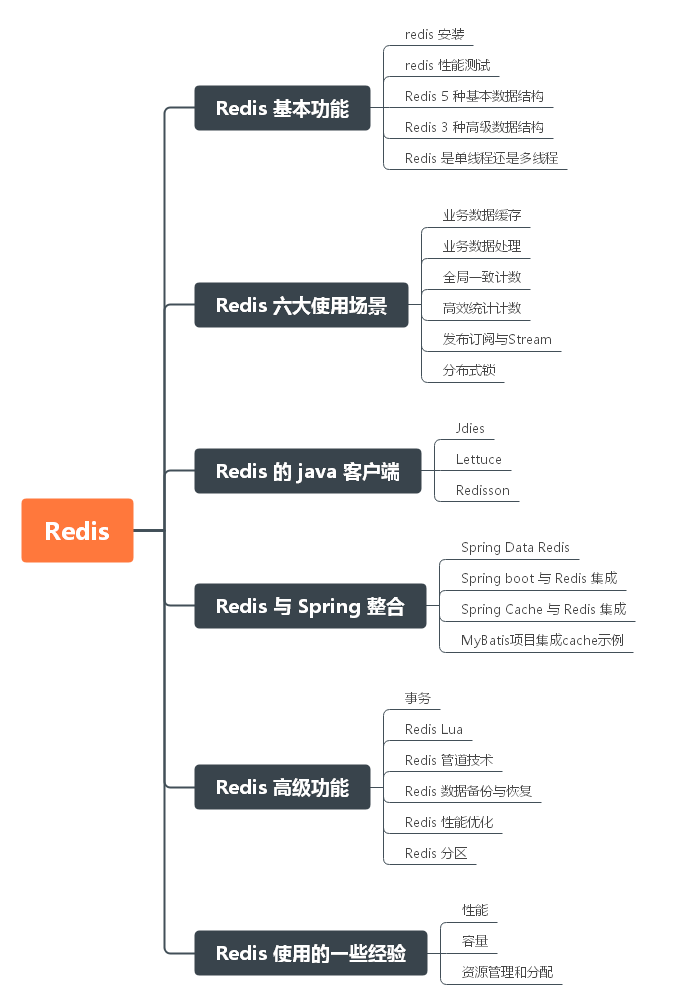 Redis
Redis 基本功能
redis 安装
redis 性能测试
Redis 5 种基本数据结构
Redis 3 种高级数据结构
Redis 是单线程还是多线程
Redis 六大使用场景
业务数据缓存
业务数据处理
全局一致计数
高效统计计数
发布订阅与Stream
分布式锁
Redis 的 java 客户端
Jdies
Lettuce
Redisson
Redis 与 Spring 整合
Spring Data Redis
Spring boot 与 Redis 集成
Spring Cache 与 Redis 集成
MyBatis项目集成cache示例
Redis 高级功能
事务
Redis Lua
Redis 管道技术
Redis 数据备份与恢复
Redis 性能优化
Redis 分区
Redis 使用的一些经验
性能
容量
资源管理和分配